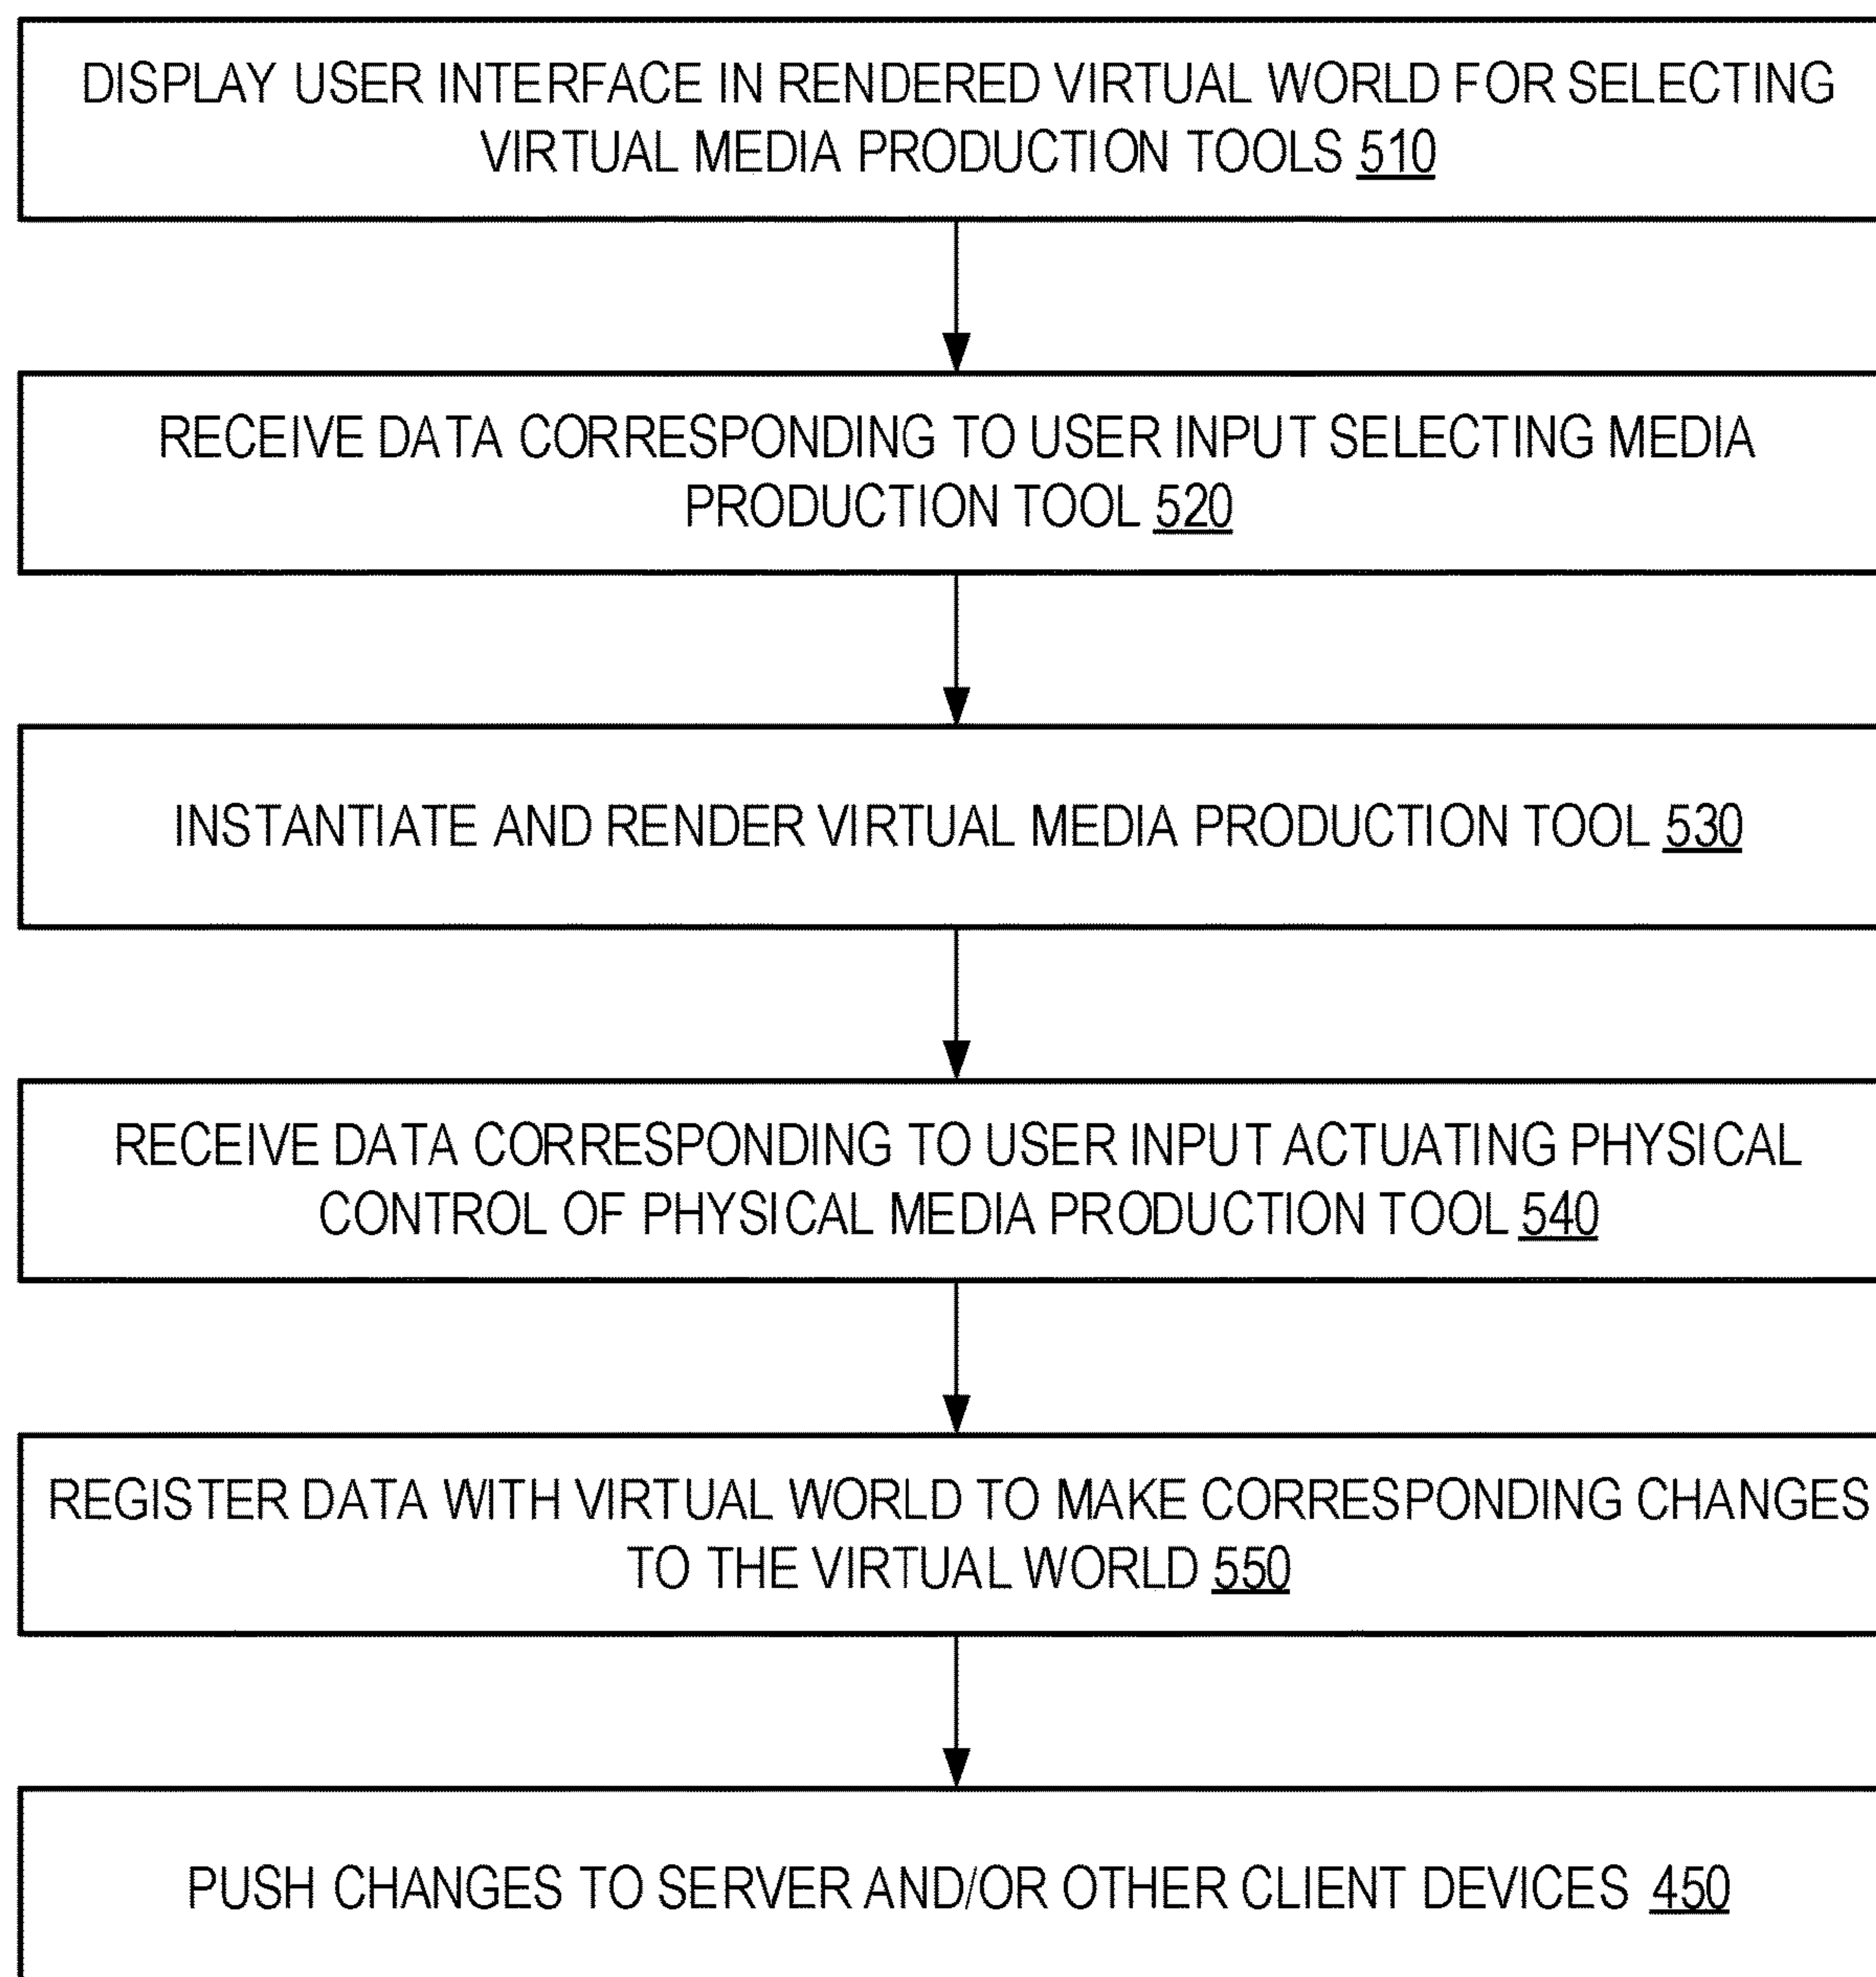 DISPLAY USER INTERFACE IN RENDERED VIRTUAL WORLD FOR SELECTING
VIRTUAL MEDIA PRODUCTION TOOLS 510
RECEIVE DATA CORRESPONDING TO USER INPUT SELECTING MEDIA
PRODUCTION TOOL 520
INSTANTIATE AND RENDER VIRTUAL MEDIA PRODUCTION TOOL 530
RECEIVE DATA CORRESPONDING TO USER INPUT ACTUATING PHYSICAL
CONTROL OF PHYSICAL MEDIA PRODUCTION TOOL 540
REGISTER DATA WITH VIRTUAL WORLD TO MAKE CORRESPONDING CHANGES
TO THE VIRTUAL WORLD 550
PUSH CHANGES TO SERVER AND/OR OTHER CLIENT DEVICES 450